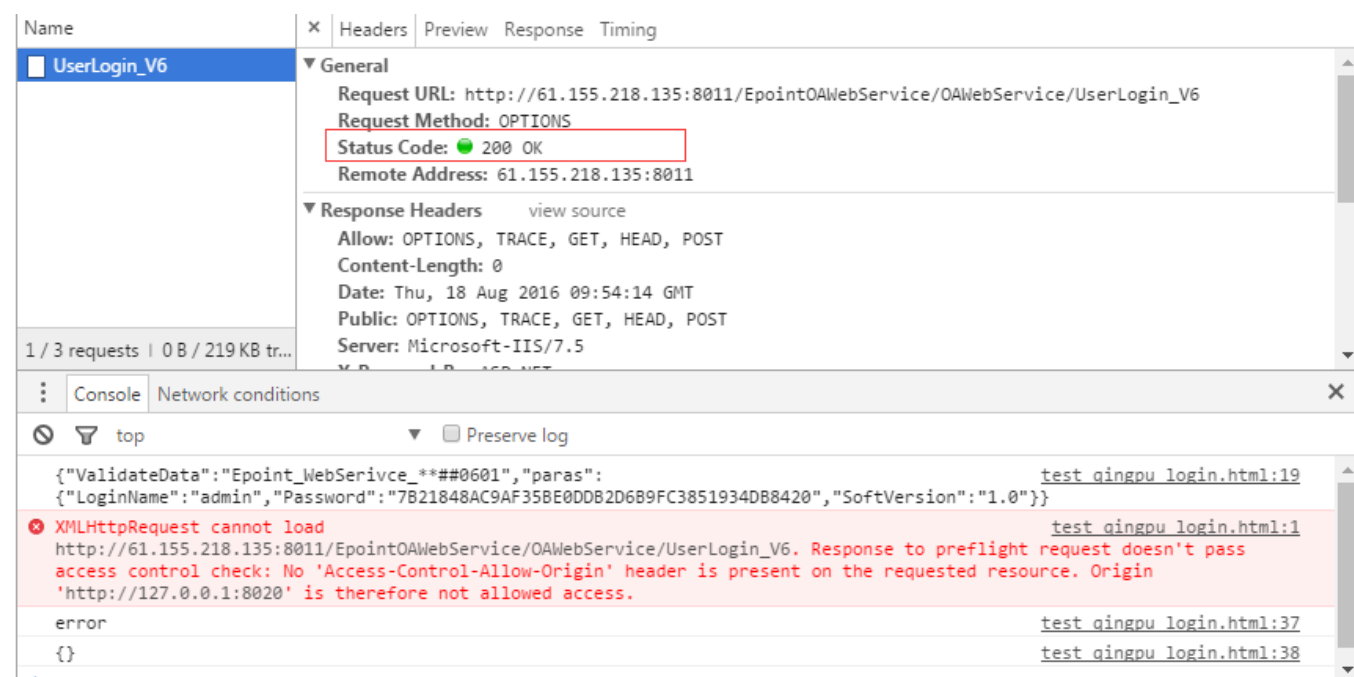 Name
× Headers Preview Response Timing
UserLogin_V6
▼ General
Request URL: http://61.155.218.135:8011/EpointOAWebService/OAWebService/UserLogin_V6
Request Method: OPTIONS
Status Code: 200 OK
Remote Address: 61.155.218.135:8011
▼ Response Headers view source
Allow: OPTIONS, TRACE, GET, HEAD, POST
Content-Length: 0
Date: Thu, 18 Aug 2016 09:54:14 GMT
Public: OPTIONS, TRACE, GET, HEAD, POST
Server: Microsoft-IIS/7.5
1 / 3 requests | 0 B / 219 KB tr...
Console Network conditions ×
top ▼ Preserve log
{"ValidateData":"Epoint_WebSerivce_**##0601","paras": test qingpu login.html:19
{"LoginName":"admin","Password":"7B21848AC9AF35BE0DDB2D6B9FC3851934DB8420","SoftVersion":"1.0"}}
XMLHttpRequest cannot load test qingpu login.html:1
http://61.155.218.135:8011/EpointOAWebService/OAWebService/UserLogin_V6. Response to preflight request doesn't pass
access control check: No 'Access-Control-Allow-Origin' header is present on the requested resource. Origin
'http://127.0.0.1:8020' is therefore not allowed access.
error test qingpu login.html:37
{} test qingpu login.html:38